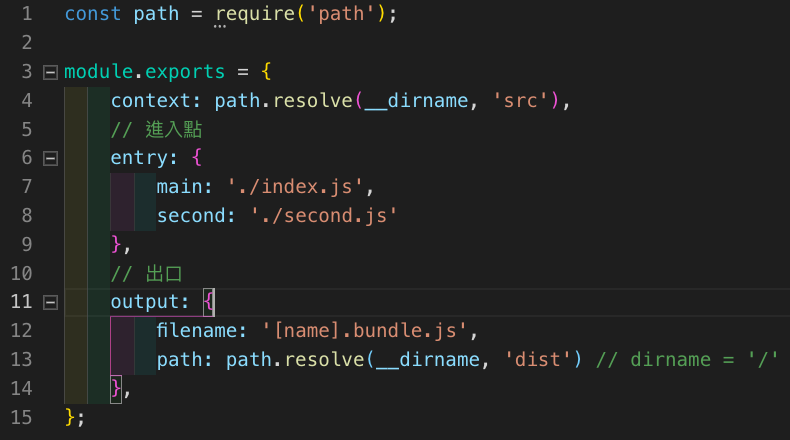 1 const path = require('path');
2
3 module.exports = {
4 context: path.resolve(__dirname, 'src'),
5 // 進入點
6 entry: {
7 main: './index.js',
8 second: './second.js'
9 },
10 // 出口
11 output: {
12 filename: '[name].bundle.js',
13 path: path.resolve(__dirname, 'dist') // dirname = '/'
14 },
15 };